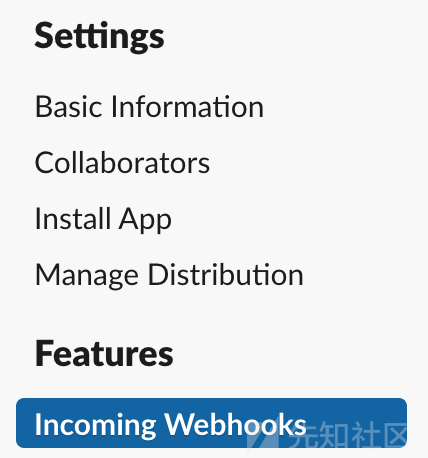 Settings
Basic Information
Collaborators
Install App
Manage Distribution
Features
Incoming Webhooks
先知社区